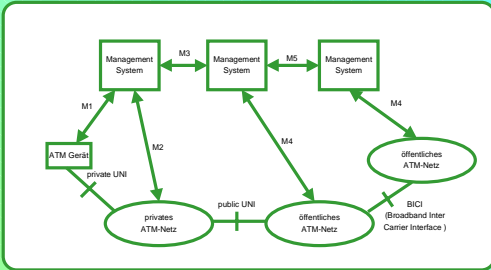 M3
M5
Management
System
Management
System
Management
System
M1
M4
M2
M4
ATM Gerät
öffentliches
ATM-Netz
private UNI
public UNI
BICI
(Broadband Inter
Carrier Interface )
privates
ATM-Netz
öffentliches
ATM-Netz